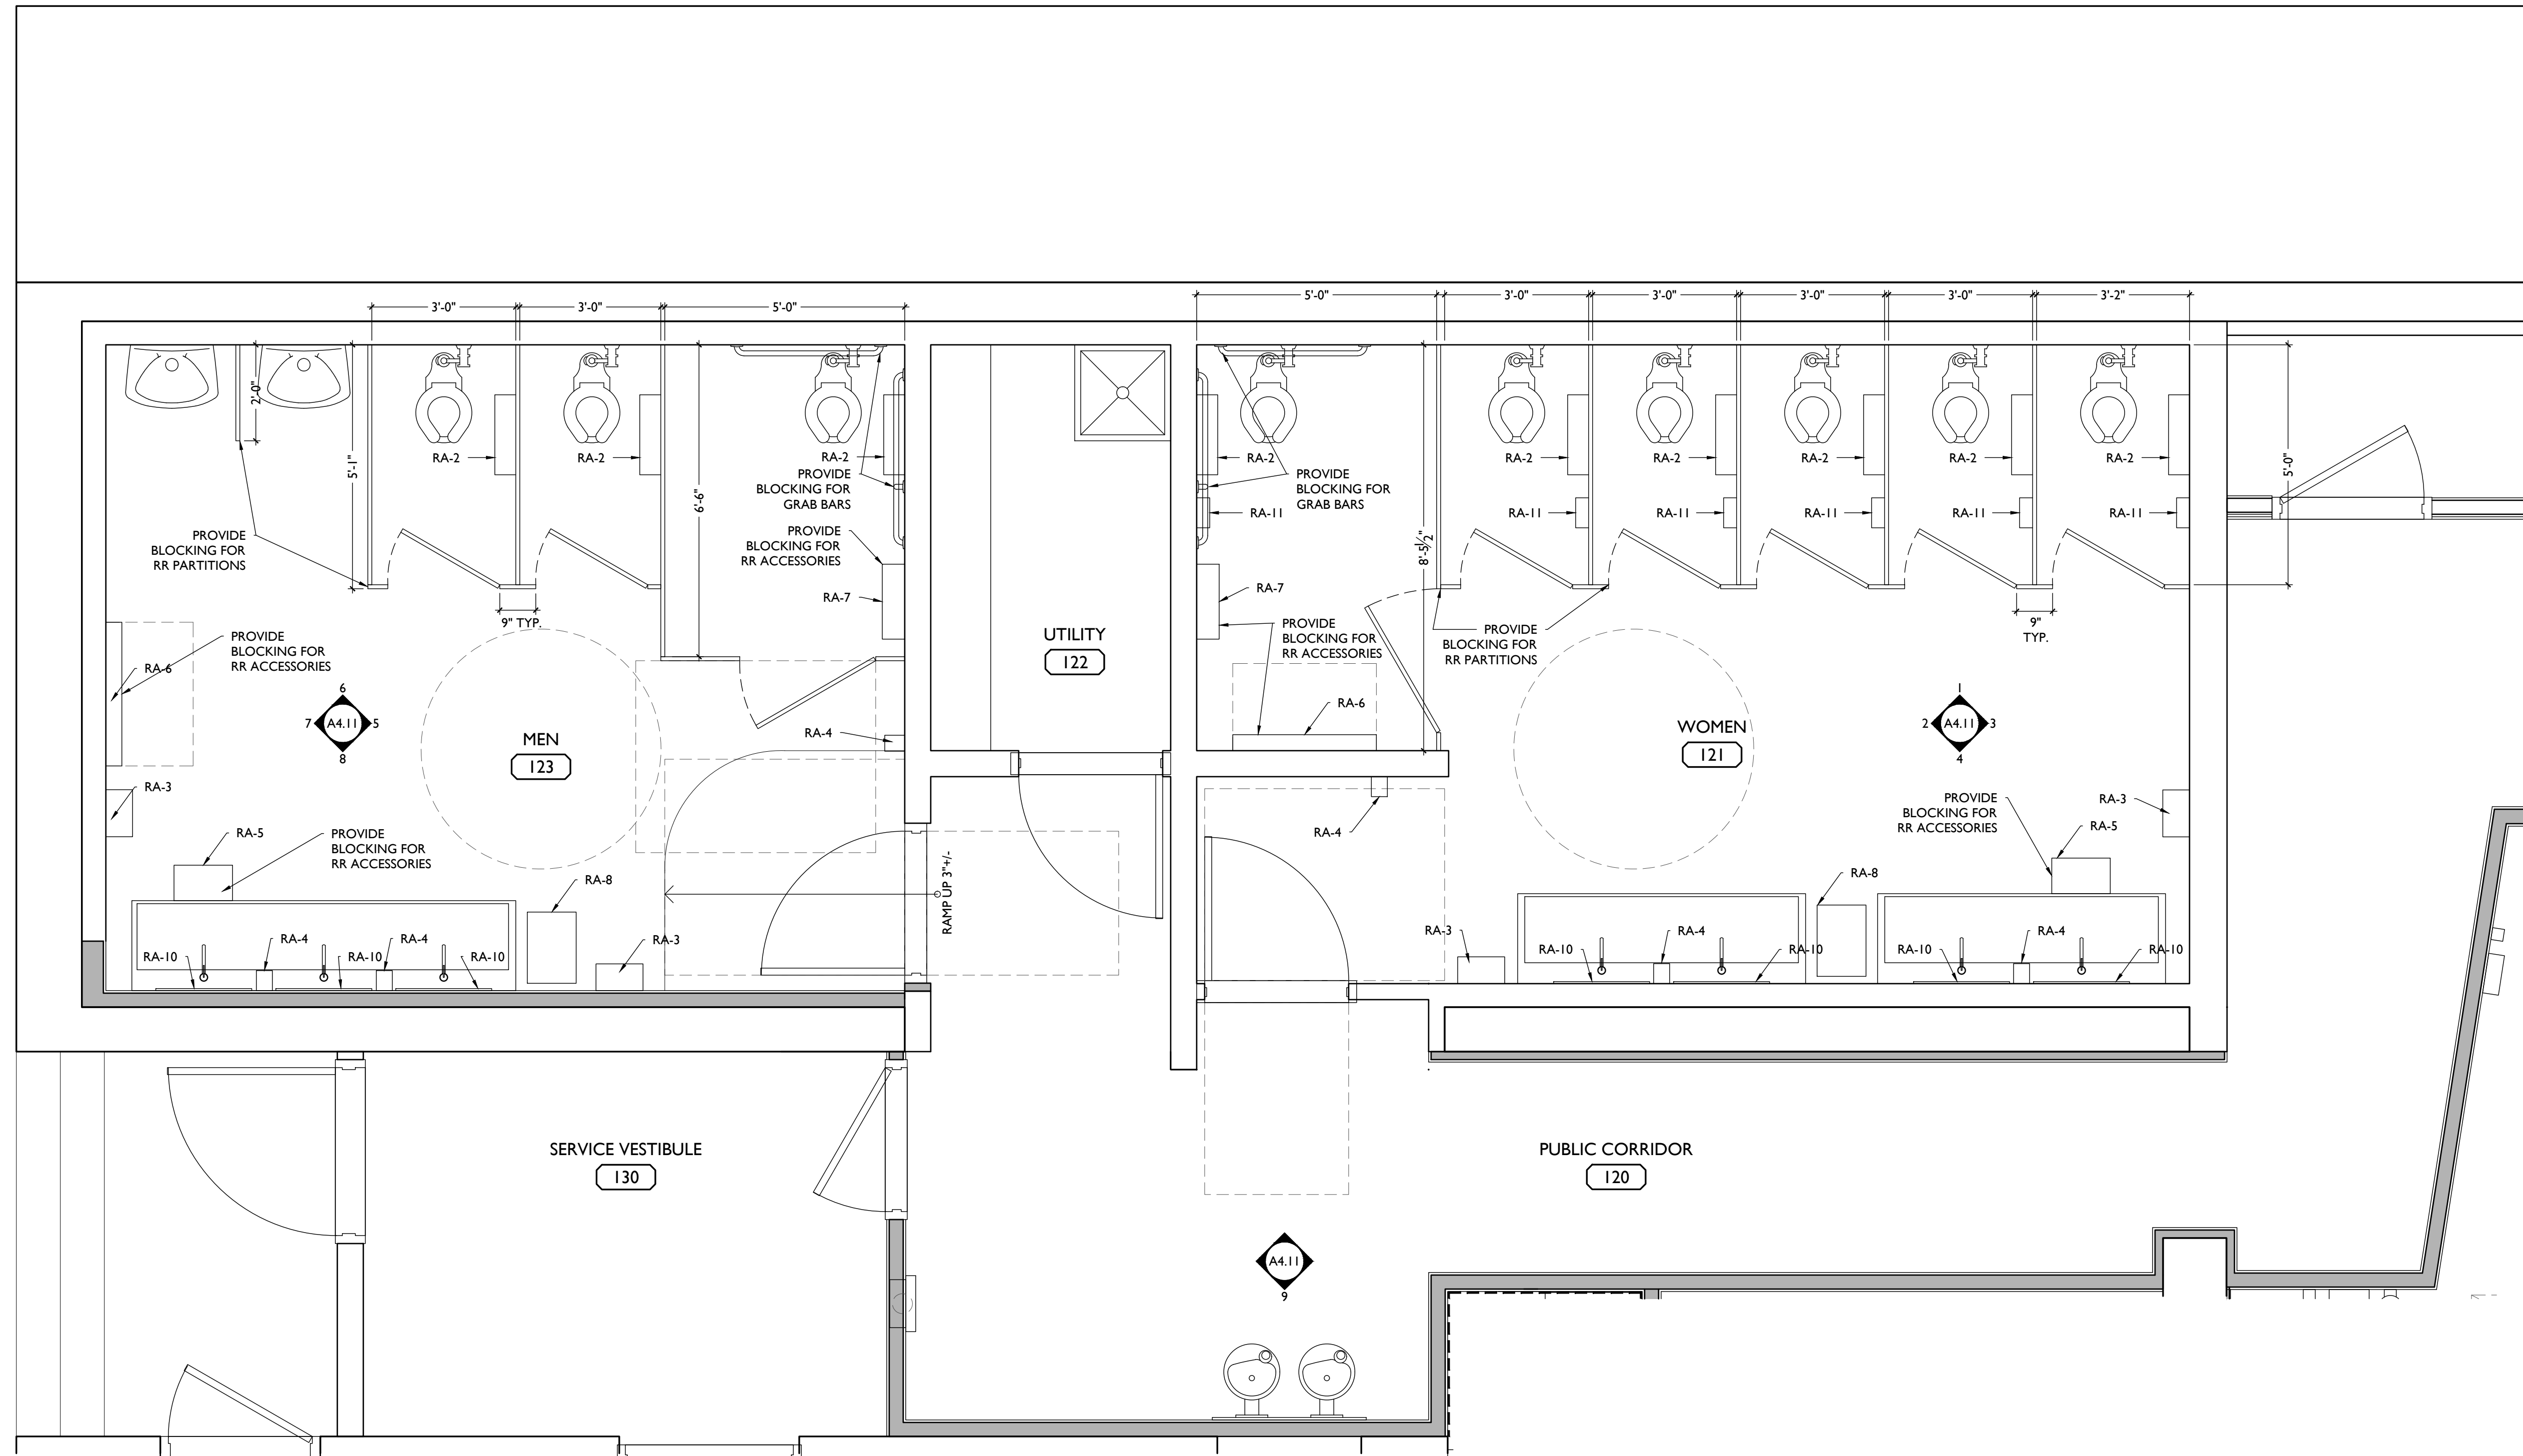 3'-0"
3'-0"
5'-0"
5'-0"
3'-0"
3'-0"
3'-0"
3'-0"
3'-2"
2'-0"
5'-1"
6'-6"
8'-5 1/2"
5'-0"
RA-2
RA-2
RA-2
RA-2
RA-2
RA-2
RA-2
RA-2
RA-2
PROVIDE
BLOCKING FOR
GRAB BARS
PROVIDE
BLOCKING FOR
GRAB BARS
RA-11
RA-11
RA-11
RA-11
RA-11
RA-11
PROVIDE
BLOCKING FOR
RR PARTITIONS
PROVIDE
BLOCKING FOR
RR ACCESSORIES
RA-7
RA-7
9" TYP.
PROVIDE
BLOCKING FOR
RR ACCESSORIES
RA-6
PROVIDE
BLOCKING FOR
RR ACCESSORIES
RA-6
PROVIDE
BLOCKING FOR
RR PARTITIONS
9"
TYP.
UTILITY
122
6
7
A4.11
5
8
MEN
123
RA-4
WOMEN
121
1
2
A4.11
3
4
RA-3
RA-5
PROVIDE
BLOCKING FOR
RR ACCESSORIES
RA-8
RAMP UP 3"+/-
RA-4
PROVIDE
BLOCKING FOR
RR ACCESSORIES
RA-3
RA-5
RA-8
RA-10
RA-4
RA-10
RA-4
RA-10
RA-3
RA-3
RA-10
RA-4
RA-10
RA-10
RA-4
RA-10
SERVICE VESTIBULE
130
PUBLIC CORRIDOR
120
A4.11
9